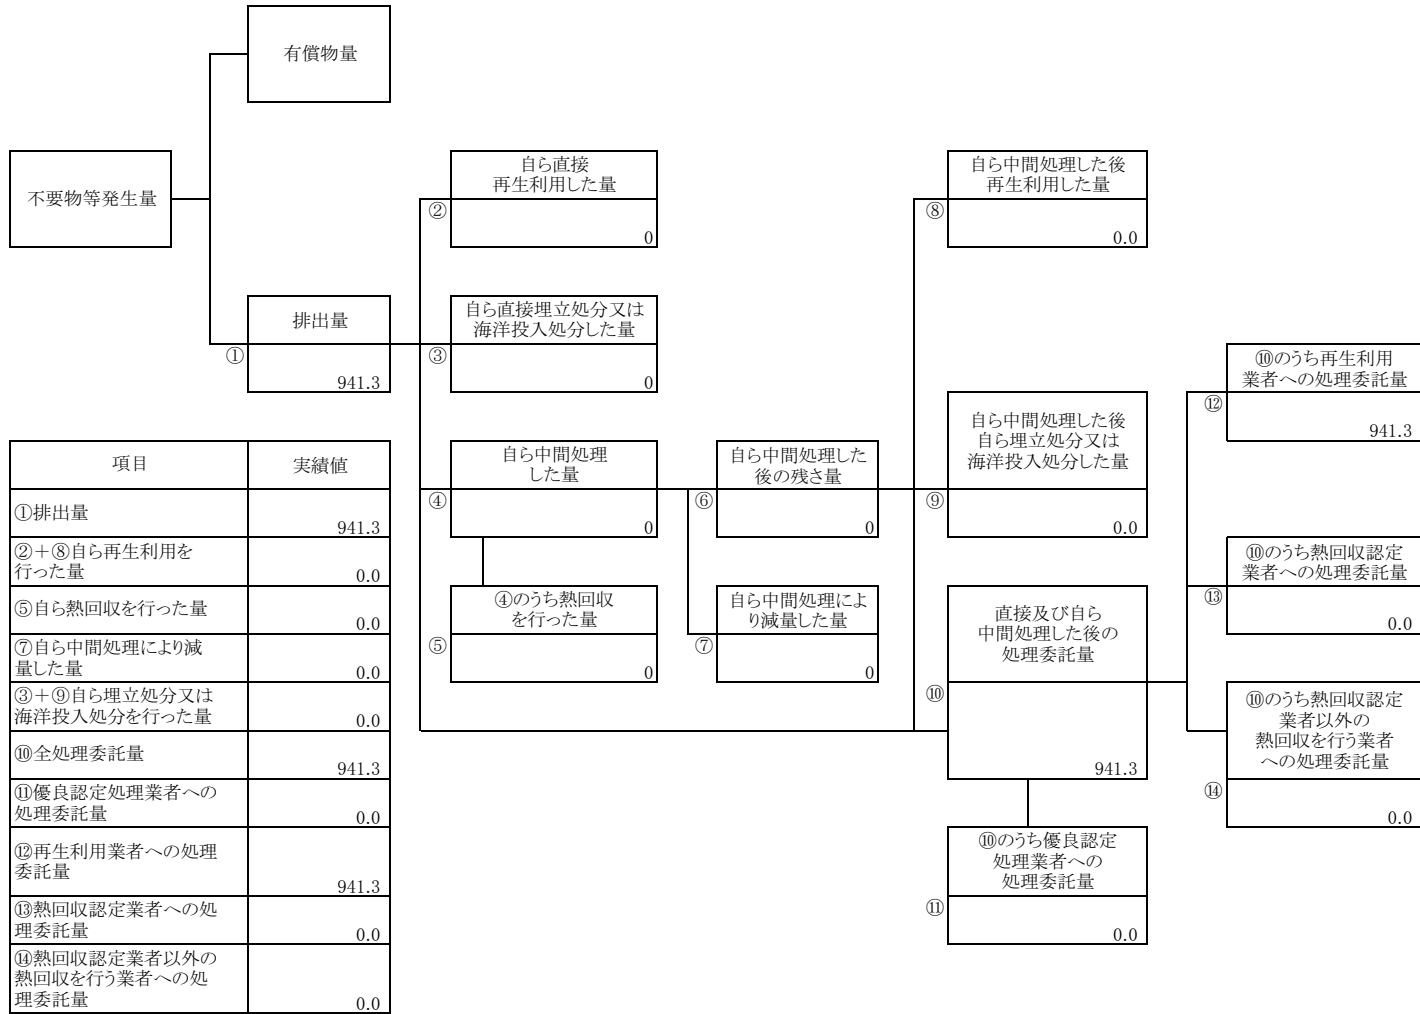 有償物量
不要物等発生量
排出量
①
941.3
自ら直接
再生利用した量
②
0
自ら直接埋立処分又は
海洋投入処分した量
③
0
自ら中間処理
した量
④
0
④のうち熱回収
を行った量
⑤
0
自ら中間処理した
後の残さ量
⑥
0
自ら中間処理によ
り減量した量
⑦
0
自ら中間処理した後
再生利用した量
⑧
0.0
自ら中間処理した後
自ら埋立処分又は
海洋投入処分した量
⑨
0.0
直接及び自ら
中間処理した後の
処理委託量
⑩
941.3
⑩のうち優良認定
処理業者への
処理委託量
⑪
0.0
⑩のうち再生利用
業者への処理委託量
⑫
941.3
⑩のうち熱回収認定
業者への処理委託量
⑬
0.0
⑩のうち熱回収認定
業者以外の
熱回収を行う業者
への処理委託量
⑭
0.0
項目 実績値
①排出量
941.3
②＋⑧自ら再生利用を
行った量
0.0
⑤自ら熱回収を行った量
0.0
⑦自ら中間処理により減
量した量
0.0
③＋⑨自ら埋立処分又は
海洋投入処分を行った量
0.0
⑩全処理委託量
941.3
⑪優良認定処理業者への
処理委託量
0.0
⑫再生利用業者への処理
委託量
941.3
⑬熱回収認定業者への処
理委託量
0.0
⑭熱回収認定業者以外の
熱回収を行う業者への処
理委託量
0.0